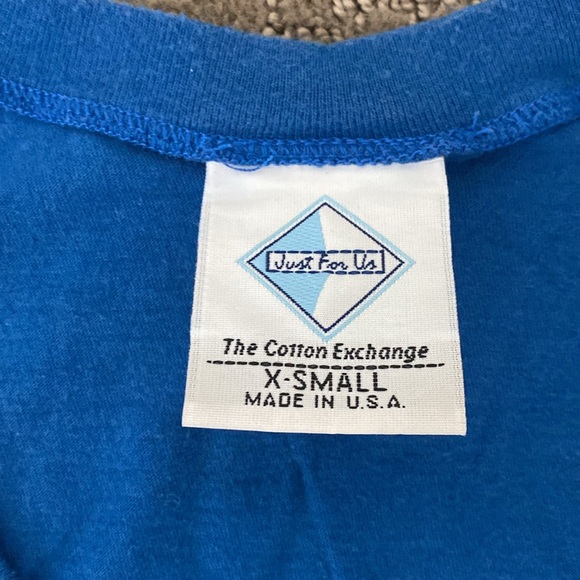 Just For Us
The Cotton Exchange
X-SMALL
MADE IN U.S.A.